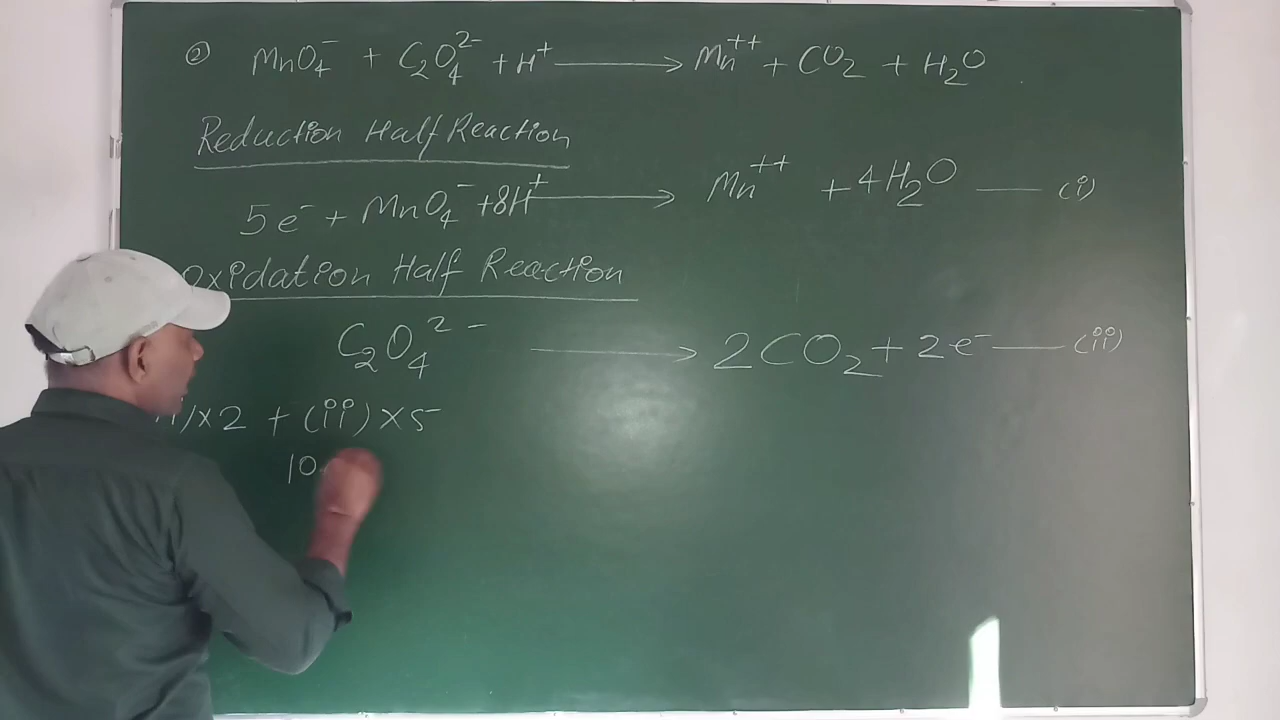 ② MnO₄⁻ + C₂O₄²⁻ + H⁺ ⟶ Mn⁺⁺ + CO₂ + H₂O
Reduction Half Reaction
5e⁻ + MnO₄⁻ + 8H⁺ ⟶ Mn⁺⁺ + 4H₂O — (i)
Oxidation Half Reaction
C₂O₄²⁻ ⟶ 2CO₂ + 2e⁻ — (ii)
)×2 + (ii)×5
10